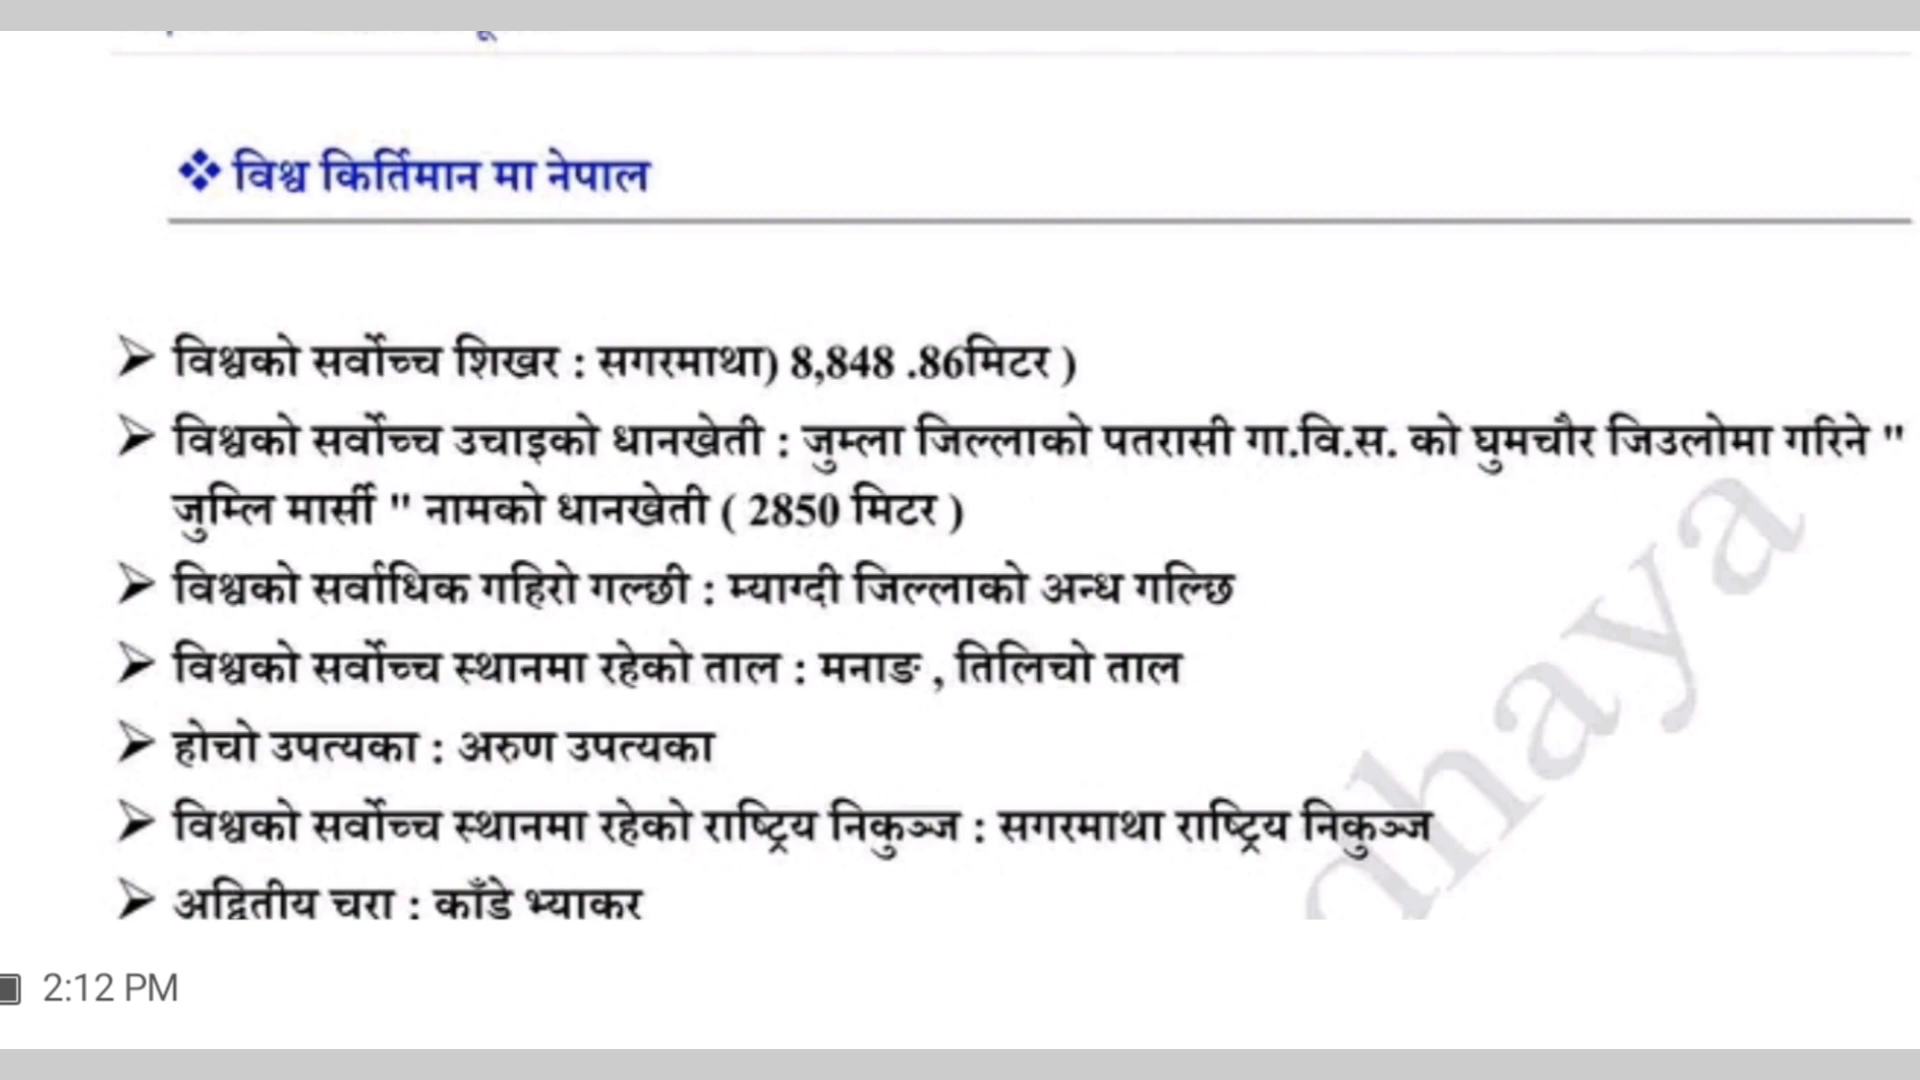 ❖ विश्व किर्तिमान मा नेपाल
➢ विश्वको सर्वोच्च शिखर : सगरमाथा) 8,848 .86मिटर )
➢ विश्वको सर्वोच्च उचाइको धानखेती : जुम्ला जिल्लाको पतरासी गा.वि.स. को घुमचौर जिउलोमा गरिने "
जुम्लि मार्सी " नामको धानखेती ( 2850 मिटर )
➢ विश्वको सर्वाधिक गहिरो गल्छी : म्याग्दी जिल्लाको अन्ध गल्छि
➢ विश्वको सर्वोच्च स्थानमा रहेको ताल : मनाङ , तिलिचो ताल
➢ होचो उपत्यका : अरुण उपत्यका
➢ विश्वको सर्वोच्च स्थानमा रहेको राष्ट्रिय निकुञ्ज : सगरमाथा राष्ट्रिय निकुञ्ज
➢ अद्वितीय चरा : काँडे भ्याकर
dhaya
2:12 PM